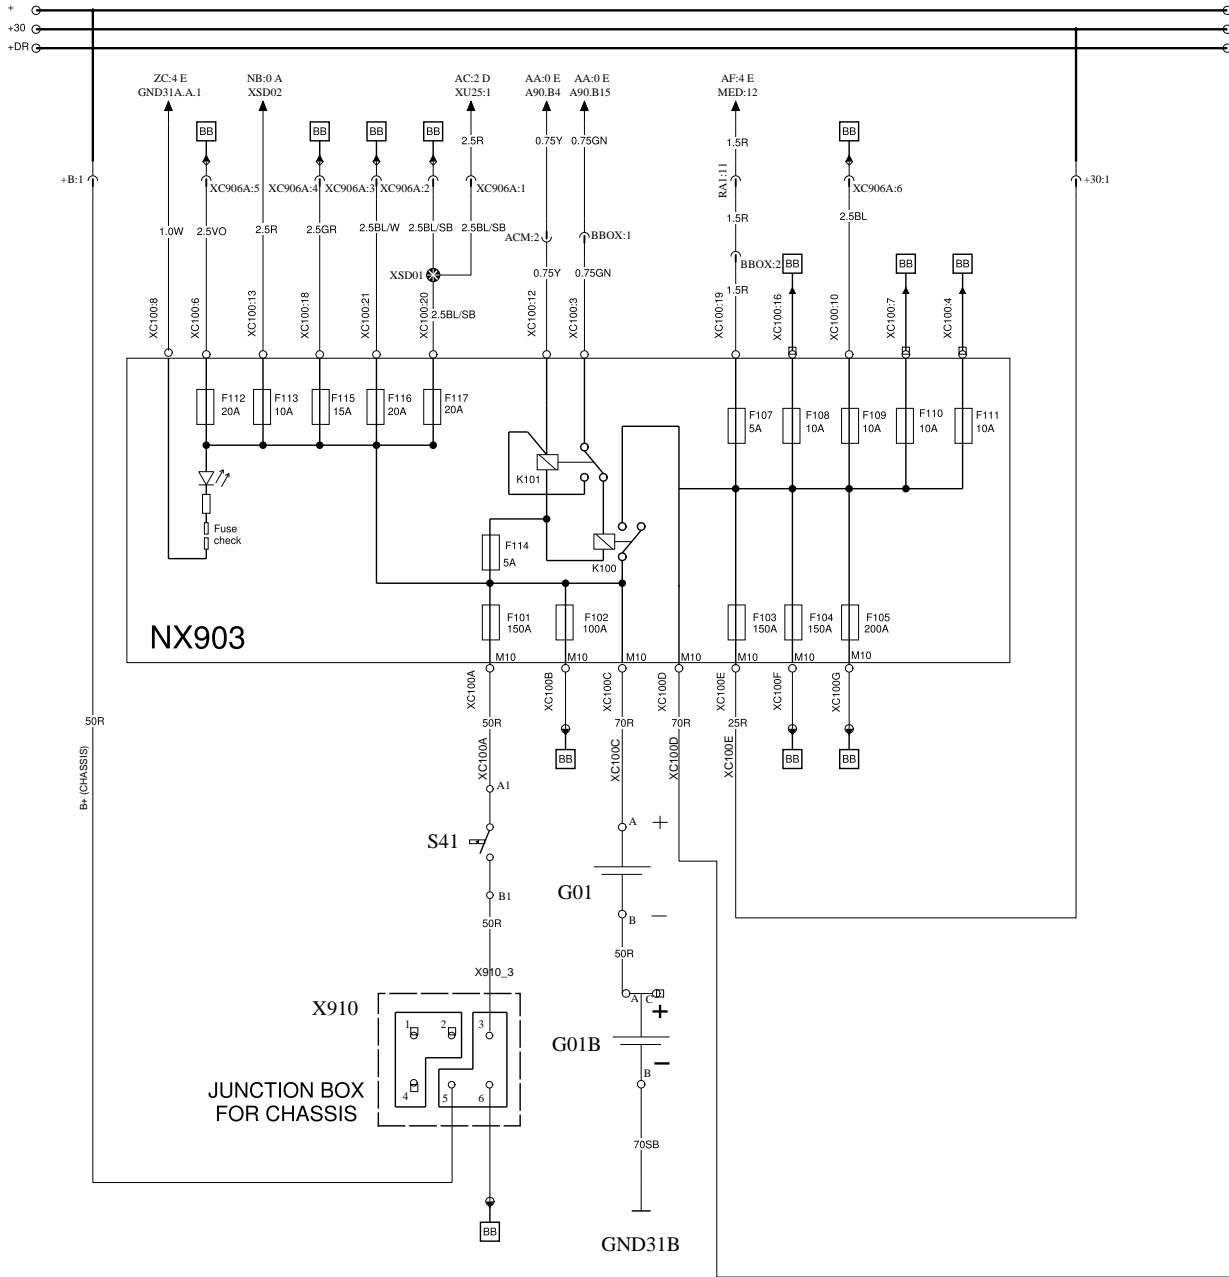 +
+30
+DR
ZC:4 E
GND31A.A.1
NB:0 A
XSD02
AC:2 D
XU25:1
AA:0 E
A90.B4
AA:0 E
A90.B15
AF:4 E
MED:12
BB
BB
BB
BB
BB
2.5R
0.75Y
0.75GN
1.5R
+B:1
XC906A:5
XC906A:4
XC906A:3
XC906A:2
XC906A:1
RA1:11
XC906A:6
+30:1
1.0W
2.5VO
2.5R
2.5GR
2.5BL/W
2.5BL/SB
2.5BL/SB
ACM:2
BBOX:1
1.5R
2.5BL
XSD01
0.75Y
0.75GN
BBOX:2
BB
BB
BB
1.5R
2.5BL/SB
XC100:8
XC100:6
XC100:13
XC100:18
XC100:21
XC100:20
XC100:12
XC100:3
XC100:19
XC100:16
XC100:10
XC100:7
XC100:4
F112
20A
F113
10A
F115
15A
F116
20A
F117
20A
F107
5A
F108
10A
F109
10A
F110
10A
F111
10A
K101
Fuse
check
F114
5A
K100
NX903
F101
150A
F102
100A
F103
150A
F104
150A
F105
200A
M10
M10
M10
M10
M10
M10
M10
XC100A
XC100B
XC100C
XC100D
XC100E
XC100F
XC100G
50R
50R
70R
70R
25R
B+ (CHASSIS)
XC100A
BB
XC100C
XC100D
XC100E
BB
BB
A1
S41
A
+
G01
B1
B
–
50R
50R
X910_3
X910
A
C
+
1
2
3
G01B
–
B
4
5
6
JUNCTION BOX
FOR CHASSIS
70SB
BB
GND31B